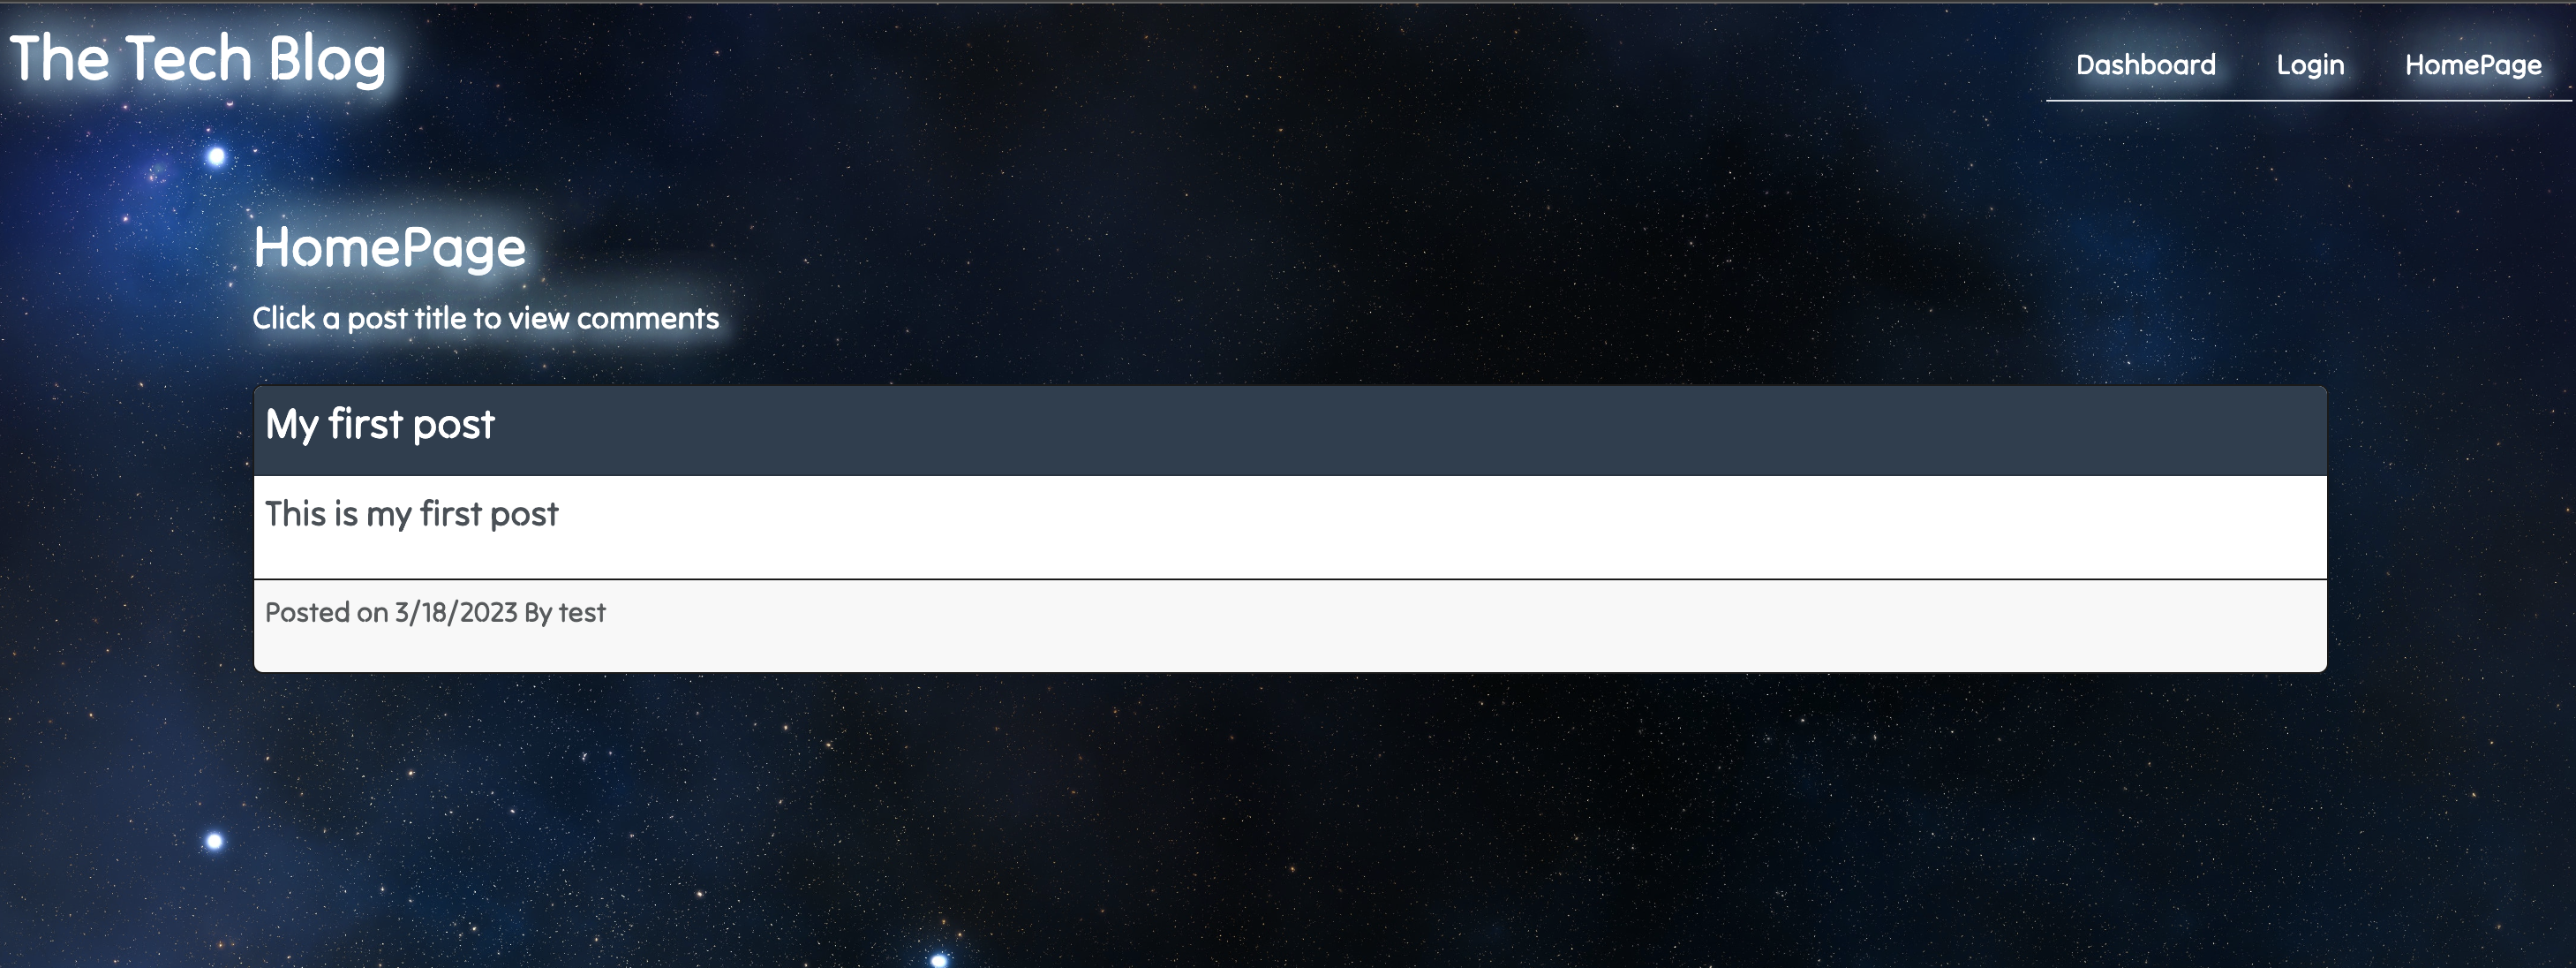 The Tech Blog
Dashboard Login HomePage
HomePage
Click a post title to view comments
My first post
This is my first post
Posted on 3/18/2023 By test